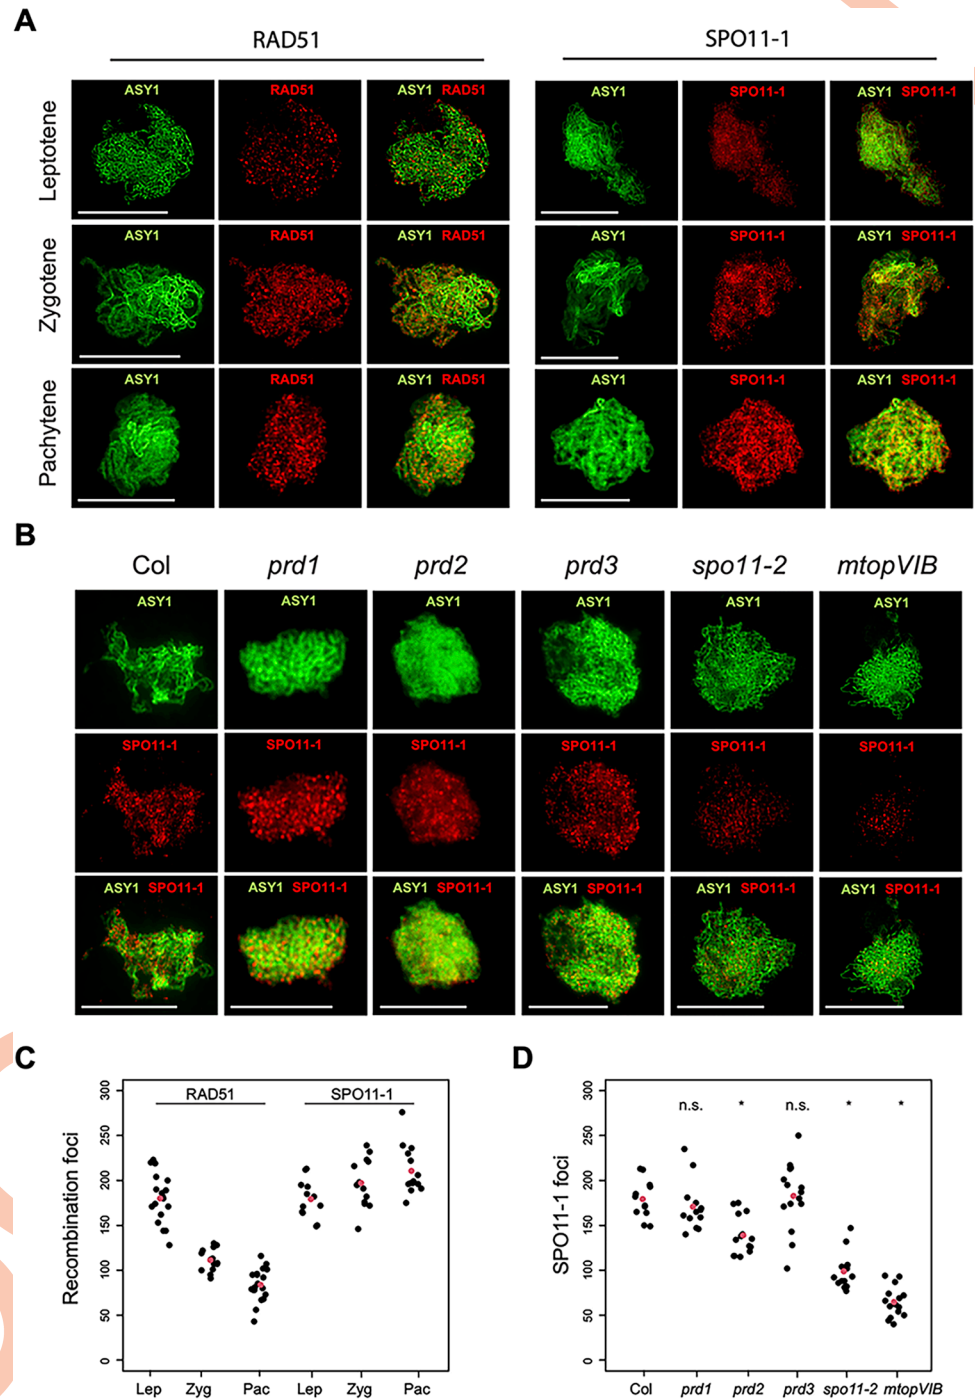 A
RAD51 SPO11-1
Leptotene
ASY1 RAD51 ASY1 RAD51 ASY1 SPO11-1 ASY1 SPO11-1
Zygotene
ASY1 RAD51 ASY1 RAD51 ASY1 SPO11-1 ASY1 SPO11-1
Pachytene
ASY1 RAD51 ASY1 RAD51 ASY1 SPO11-1 ASY1 SPO11-1
B
Col prd1 prd2 prd3 spo11-2 mtopVIB
ASY1 ASY1 ASY1 ASY1 ASY1 ASY1
SPO11-1 SPO11-1 SPO11-1 SPO11-1 SPO11-1 SPO11-1
ASY1 SPO11-1 ASY1 SPO11-1 ASY1 SPO11-1 ASY1 SPO11-1 ASY1 SPO11-1 ASY1 SPO11-1
C
Recombination foci
300
250
200
150
100
50
0
RAD51 SPO11-1
Lep Zyg Pac Lep Zyg Pac
D
SPO11-1 foci
300
250
200
150
100
50
0
n.s. * n.s. * *
Col prd1 prd2 prd3 spo11-2 mtopVIB